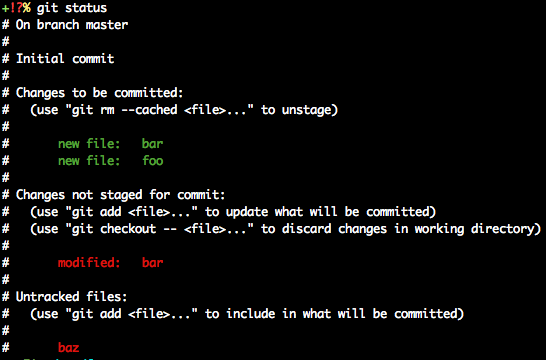 +!?% git status
# On branch master
#
# Initial commit
#
# Changes to be committed:
#   (use "git rm --cached <file>..." to unstage)
#
#       new file:   bar
#       new file:   foo
#
# Changes not staged for commit:
#   (use "git add <file>..." to update what will be committed)
#   (use "git checkout -- <file>..." to discard changes in working directory)
#
#       modified:   bar
#
# Untracked files:
#   (use "git add <file>..." to include in what will be committed)
#
#       baz